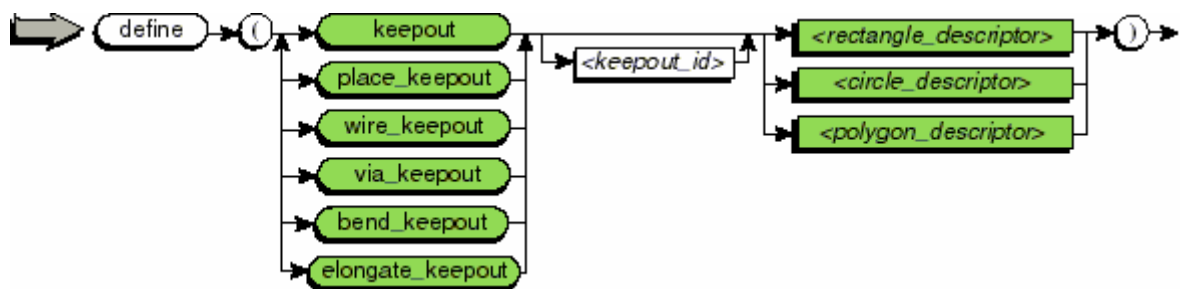 define ( keepout <keepout_id> <rectangle_descriptor> )
place_keepout <circle_descriptor>
wire_keepout <polygon_descriptor>
via_keepout
bend_keepout
elongate_keepout